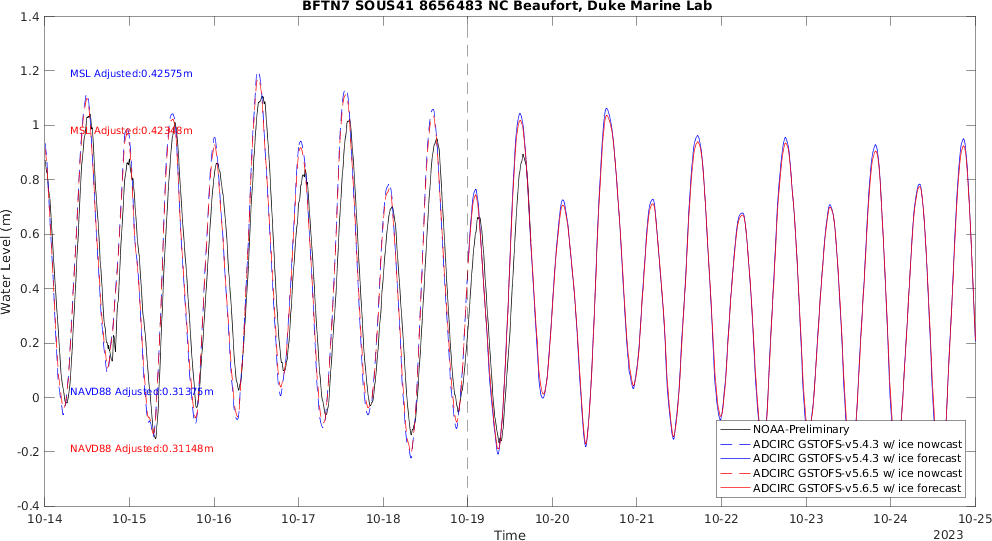 BFTN7 SOUS41 8656483 NC Beaufort, Duke Marine Lab
1.4
1.2
1
0.8
0.6
0.4
0.2
0
-0.2
-0.4
Water Level (m)
MSL Adjusted:0.42575m
MSL Adjusted:0.42348m
NAVD88 Adjusted:0.31375m
NAVD88 Adjusted:0.31148m
NOAA-Preliminary
ADCIRC GSTOFS-v5.4.3 w/ ice nowcast
ADCIRC GSTOFS-v5.4.3 w/ ice forecast
ADCIRC GSTOFS-v5.6.5 w/ ice nowcast
ADCIRC GSTOFS-v5.6.5 w/ ice forecast
10-14 10-15 10-16 10-17 10-18 10-19 10-20 10-21 10-22 10-23 10-24 10-25
Time
2023